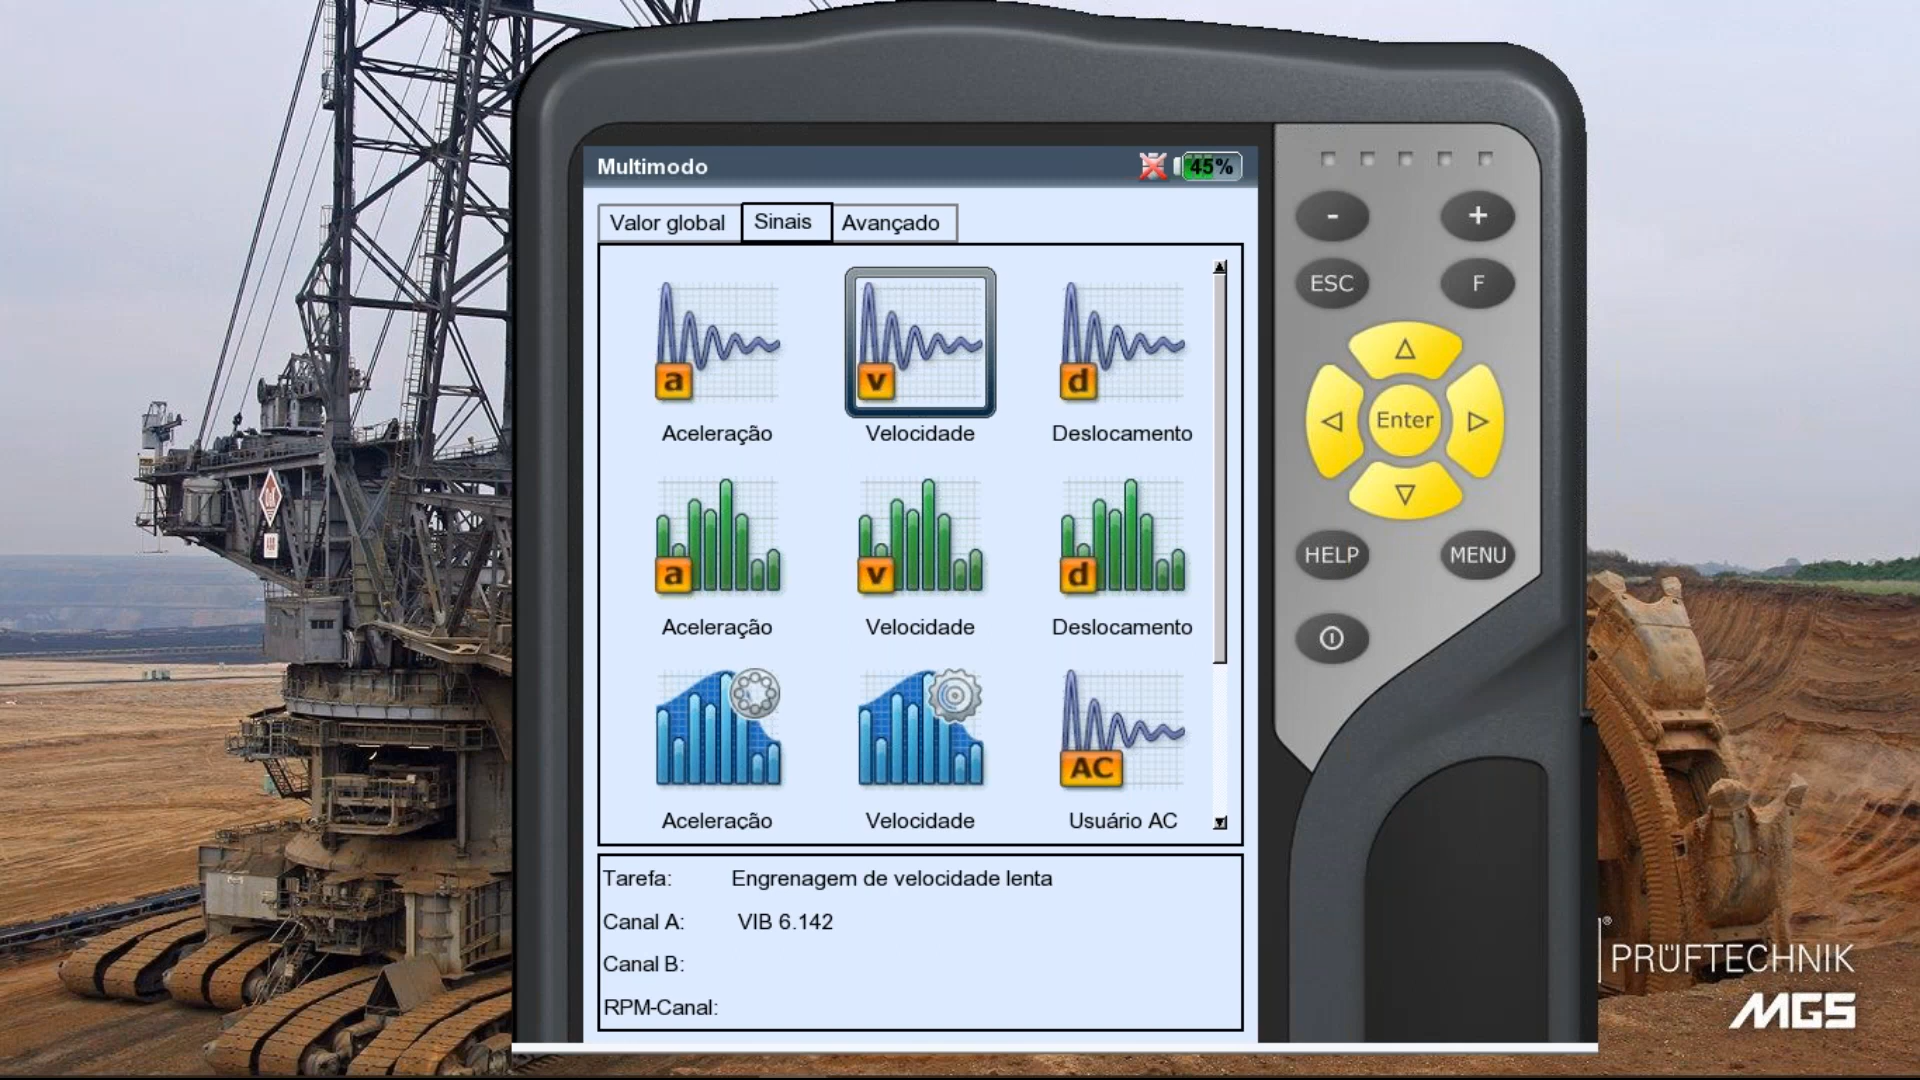 Multimodo
45%
Valor global
Sinais
Avançado
a
v
d
Aceleração
Velocidade
Deslocamento
a
v
d
Aceleração
Velocidade
Deslocamento
AC
Aceleração
Velocidade
Usuário AC
Tarefa: Engrenagem de velocidade lenta
Canal A: VIB 6.142
Canal B:
RPM-Canal:
- +
ESC F
Enter
HELP MENU
®
PRÜFTECHNIK
MGS